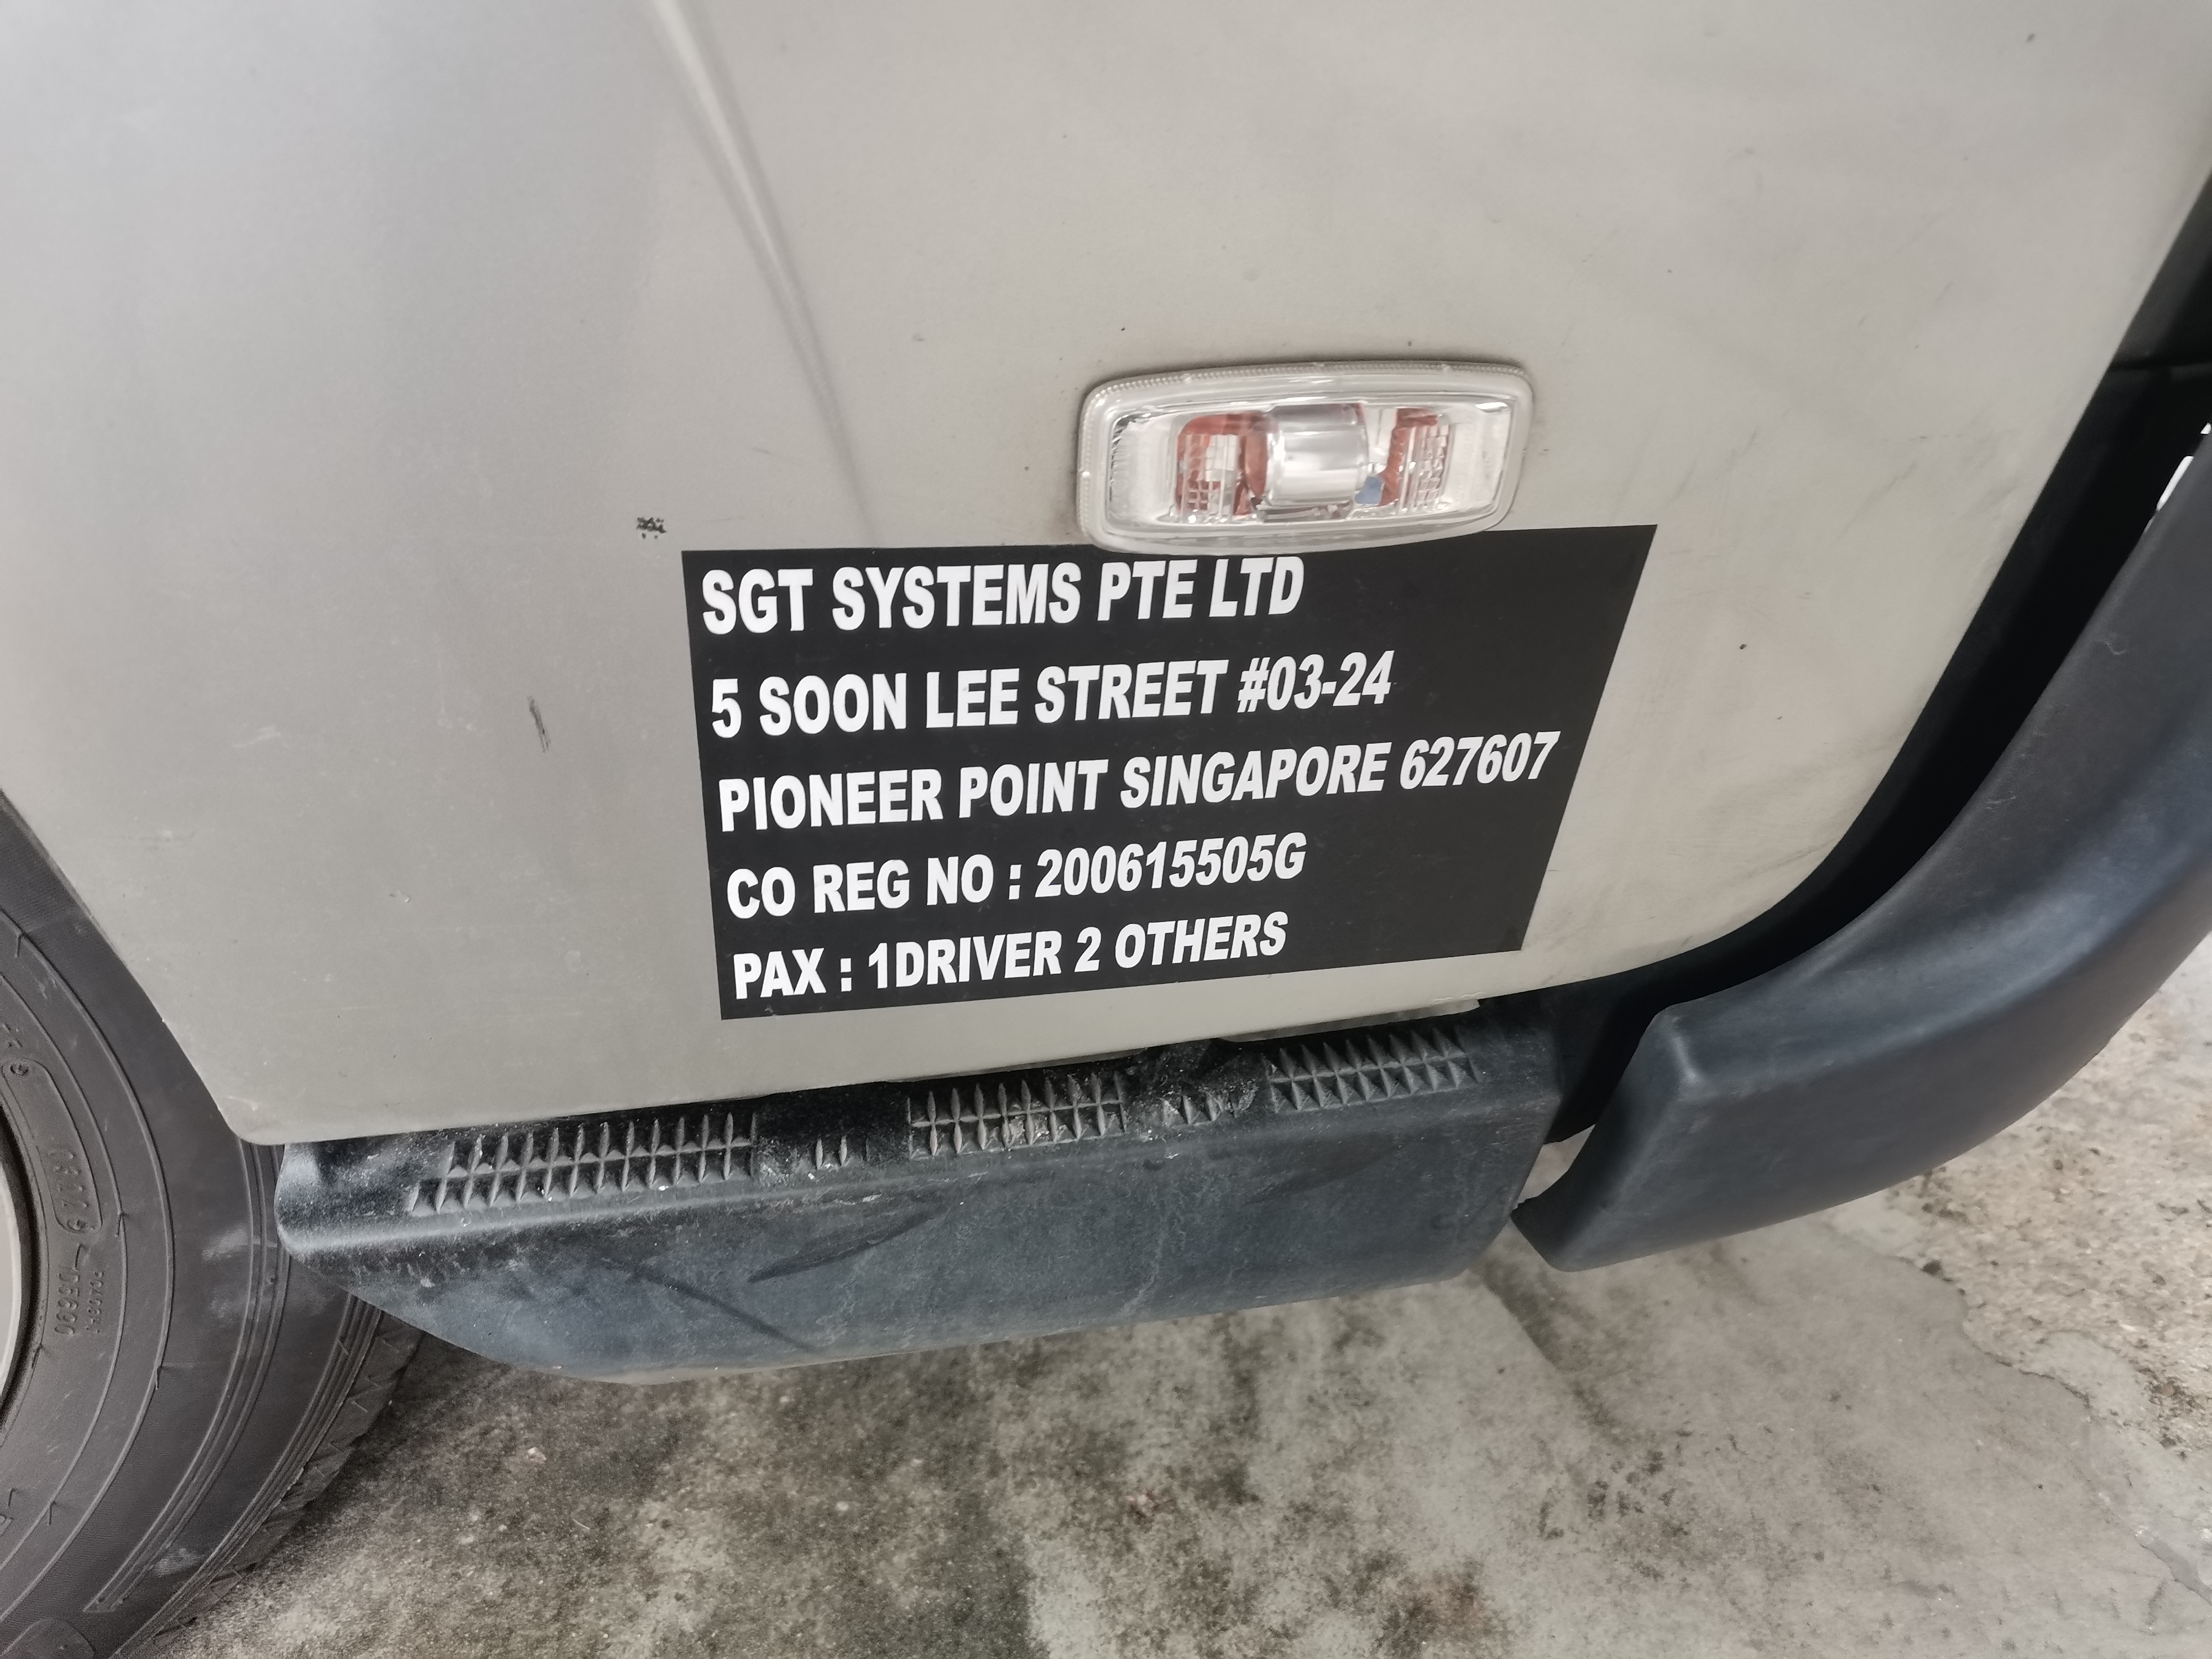 SGT SYSTEMS PTE LTD
5 SOON LEE STREET #03-24
PIONEER POINT SINGAPORE 627607
CO REG NO : 200615505G
PAX : 1DRIVER 2 OTHERS